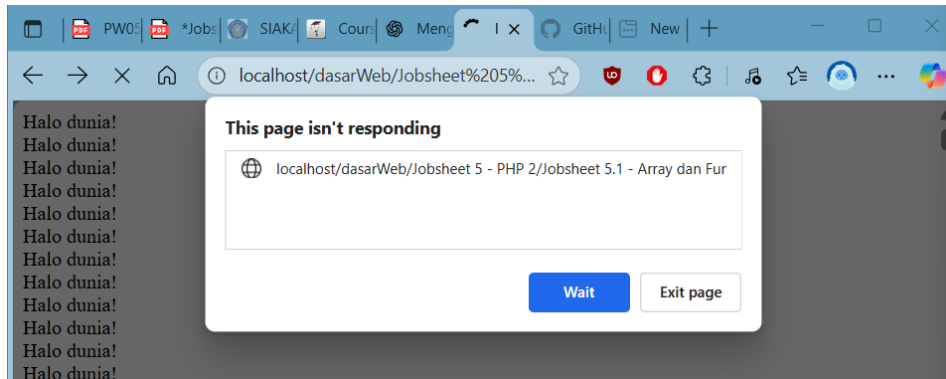 PW05
*Jobs
SIAKA
Cours
Meng
I
GitHu
New
localhost/dasarWeb/Jobsheet%205%...
Halo dunia!
Halo dunia!
Halo dunia!
Halo dunia!
Halo dunia!
Halo dunia!
Halo dunia!
Halo dunia!
Halo dunia!
Halo dunia!
Halo dunia!
Halo dunia!
This page isn't responding
localhost/dasarWeb/Jobsheet 5 - PHP 2/Jobsheet 5.1 - Array dan Fur
Wait
Exit page